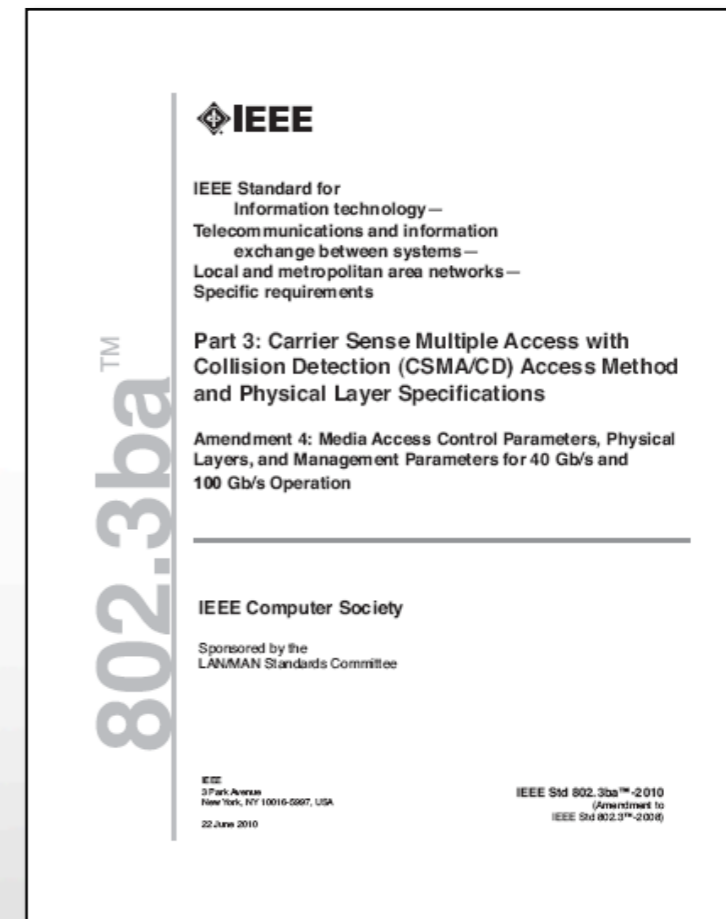 IEEE
IEEE Standard for
Information technology—
Telecommunications and information
exchange between systems—
Local and metropolitan area networks—
Specific requirements
Part 3: Carrier Sense Multiple Access with
Collision Detection (CSMA/CD) Access Method
and Physical Layer Specifications
Amendment 4: Media Access Control Parameters, Physical
Layers, and Management Parameters for 40 Gb/s and
100 Gb/s Operation
802.3ba™
IEEE Computer Society
Sponsored by the
LAN/MAN Standards Committee
IEEE
3 Park Avenue
New York, NY 10016-5997, USA
22 June 2010
IEEE Std 802.3ba™-2010
(Amendment to
IEEE Std 802.3™-2008)